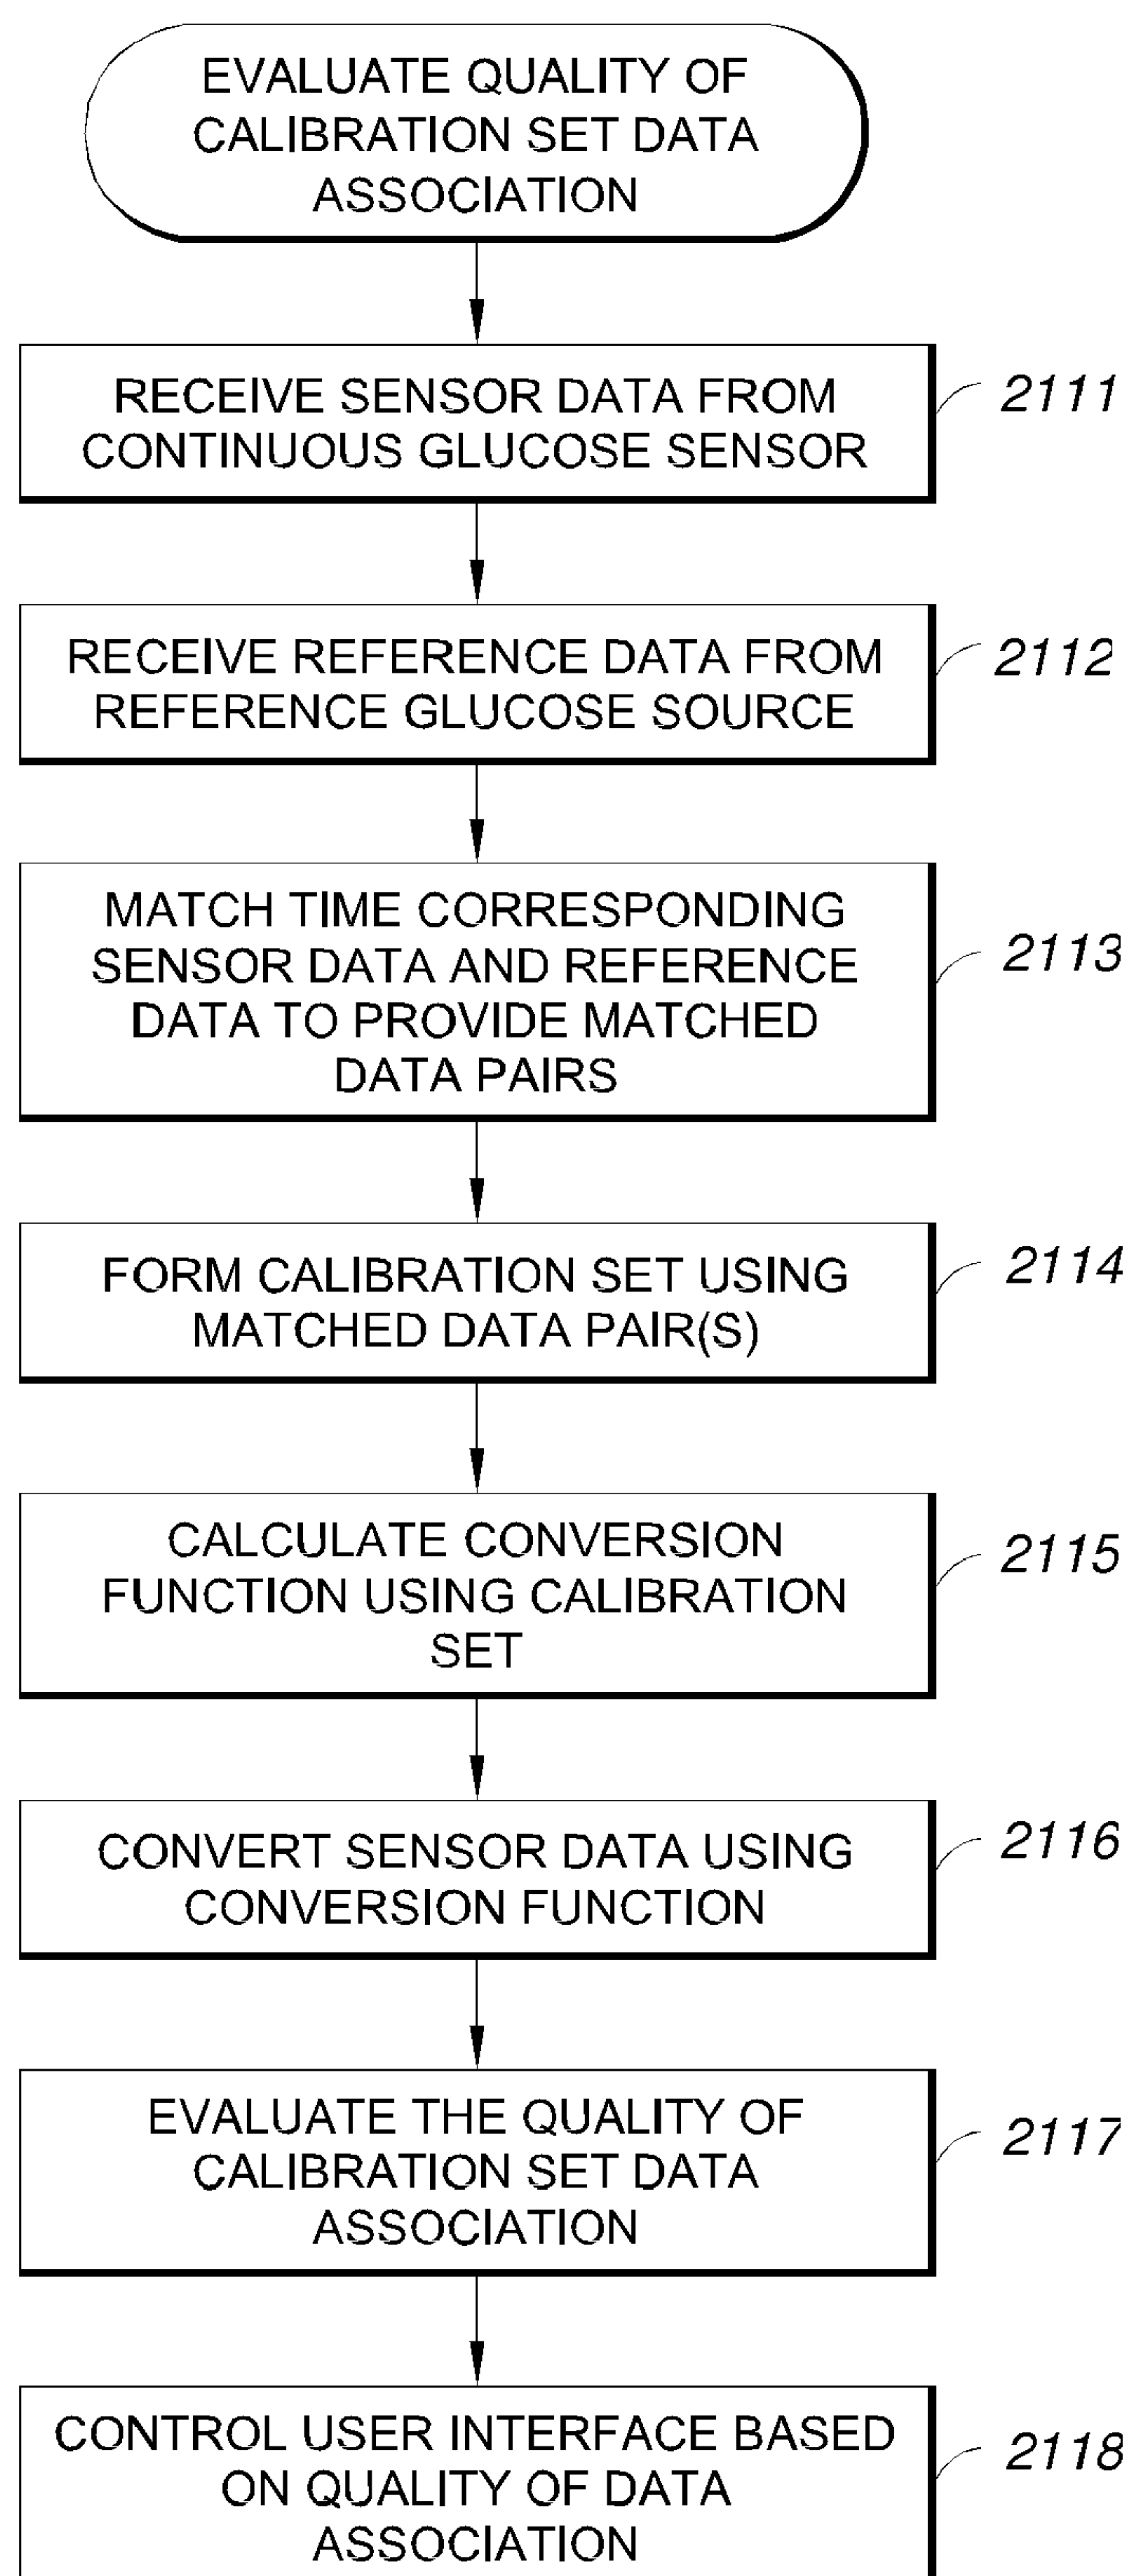 EVALUATE QUALITY OF
CALIBRATION SET DATA
ASSOCIATION
RECEIVE SENSOR DATA FROM
CONTINUOUS GLUCOSE SENSOR
2111
RECEIVE REFERENCE DATA FROM
REFERENCE GLUCOSE SOURCE
2112
MATCH TIME CORRESPONDING
SENSOR DATA AND REFERENCE
DATA TO PROVIDE MATCHED
DATA PAIRS
2113
FORM CALIBRATION SET USING
MATCHED DATA PAIR(S)
2114
CALCULATE CONVERSION
FUNCTION USING CALIBRATION
SET
2115
CONVERT SENSOR DATA USING
CONVERSION FUNCTION
2116
EVALUATE THE QUALITY OF
CALIBRATION SET DATA
ASSOCIATION
2117
CONTROL USER INTERFACE BASED
ON QUALITY OF DATA
ASSOCIATION
2118